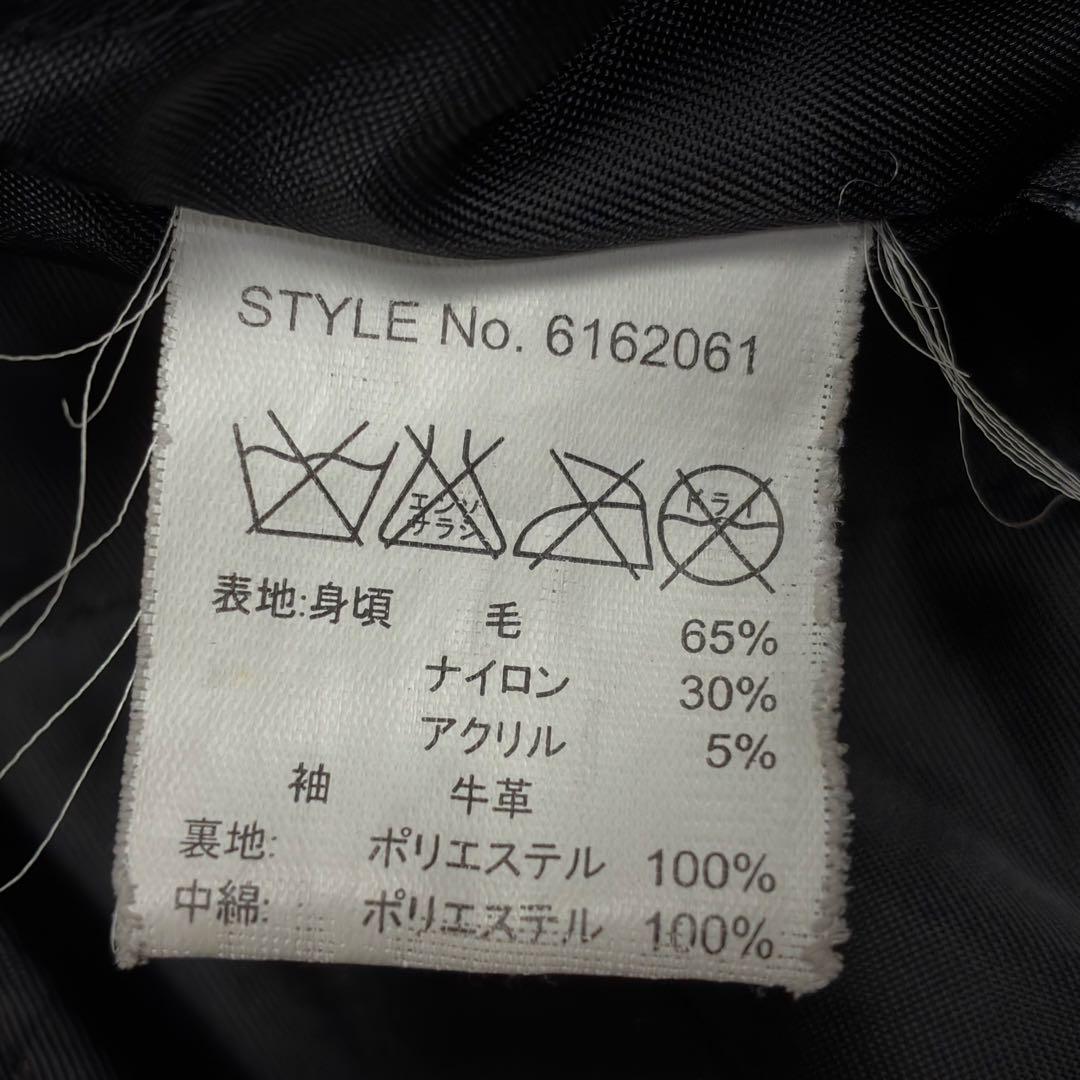 STYLE No. 6162061
エンソ ドライ
サラシ
表地:身頃 毛 65%
ナイロン 30%
アクリル 5%
袖 牛革
裏地: ポリエステル 100%
中綿: ポリエステル 100%